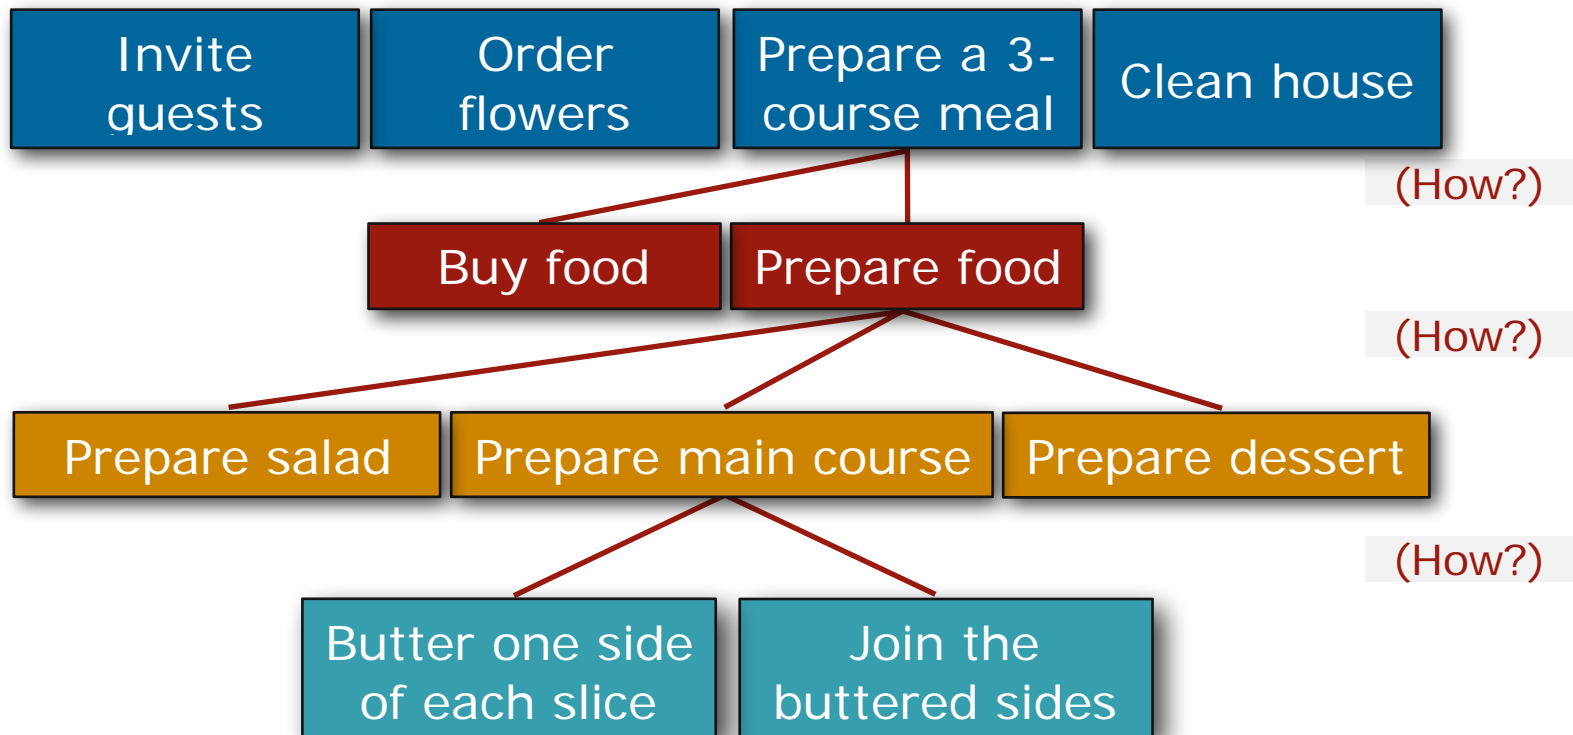 Invite
guests
Order
flowers
Prepare a 3-
course meal
Clean house
(How?)
Buy food
Prepare food
(How?)
Prepare salad
Prepare main course
Prepare dessert
(How?)
Butter one side
of each slice
Join the
buttered sides